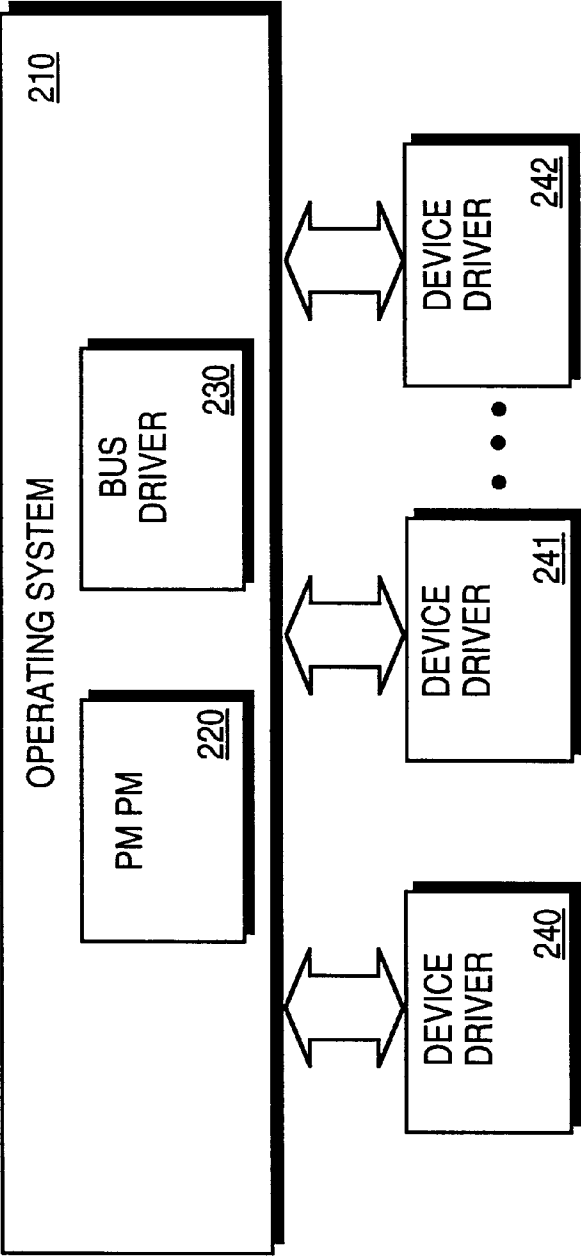 OPERATING SYSTEM
210
PM PM
220
BUS
DRIVER
230
DEVICE
DRIVER
240
DEVICE
DRIVER
241
DEVICE
DRIVER
242